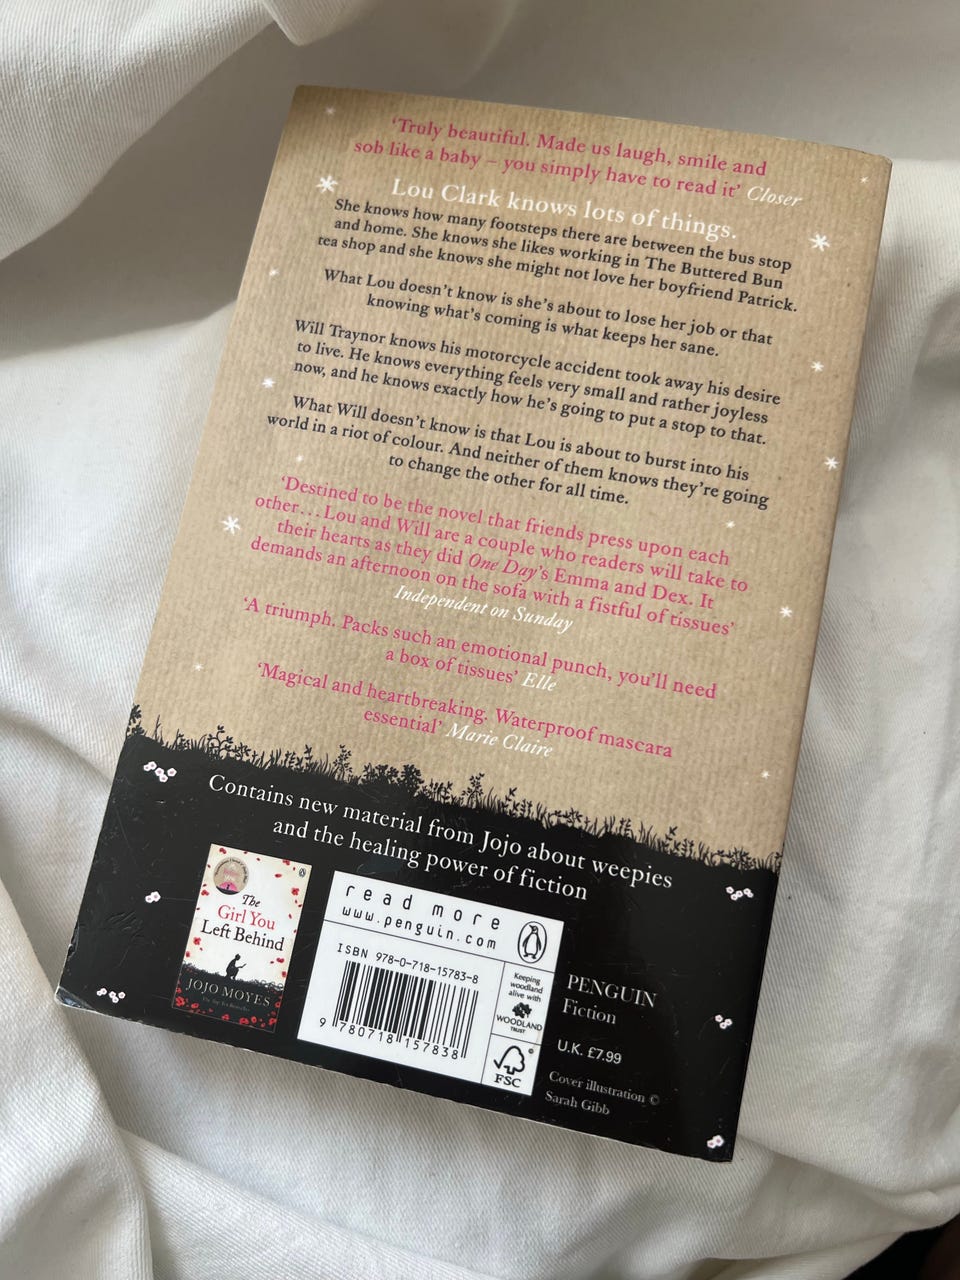 ‘Truly beautiful. Made us laugh, smile and
sob like a baby – you simply have to read it’ Closer
Lou Clark knows lots of things.
She knows how many footsteps there are between the bus stop
and home. She knows she likes working in The Buttered Bun
tea shop and she knows she might not love her boyfriend Patrick.
What Lou doesn’t know is she’s about to lose her job or that
knowing what’s coming is what keeps her sane.
Will Traynor knows his motorcycle accident took away his desire
to live. He knows everything feels very small and rather joyless
now, and he knows exactly how he’s going to put a stop to that.
What Will doesn’t know is that Lou is about to burst into his
world in a riot of colour. And neither of them knows they’re going
to change the other for all time.
‘Destined to be the novel that friends press upon each
other... Lou and Will are a couple who readers will take to
their hearts as they did One Day’s Emma and Dex. It
demands an afternoon on the sofa with a fistful of tissues’
Independent on Sunday
‘A triumph. Packs such an emotional punch, you’ll need
a box of tissues’ Elle
‘Magical and heartbreaking. Waterproof mascara
essential’ Marie Claire
Contains new material from Jojo about weepies
and the healing power of fiction
The
Girl You
Left Behind
JOJO MOYES
read more
www.penguin.com
ISBN 978-0-718-15783-8
9 780718 157838
Keeping
woodland
alive with
WOODLAND
TRUST
FSC
®
PENGUIN
Fiction
U.K. £7.99
Cover illustration ©
Sarah Gibb